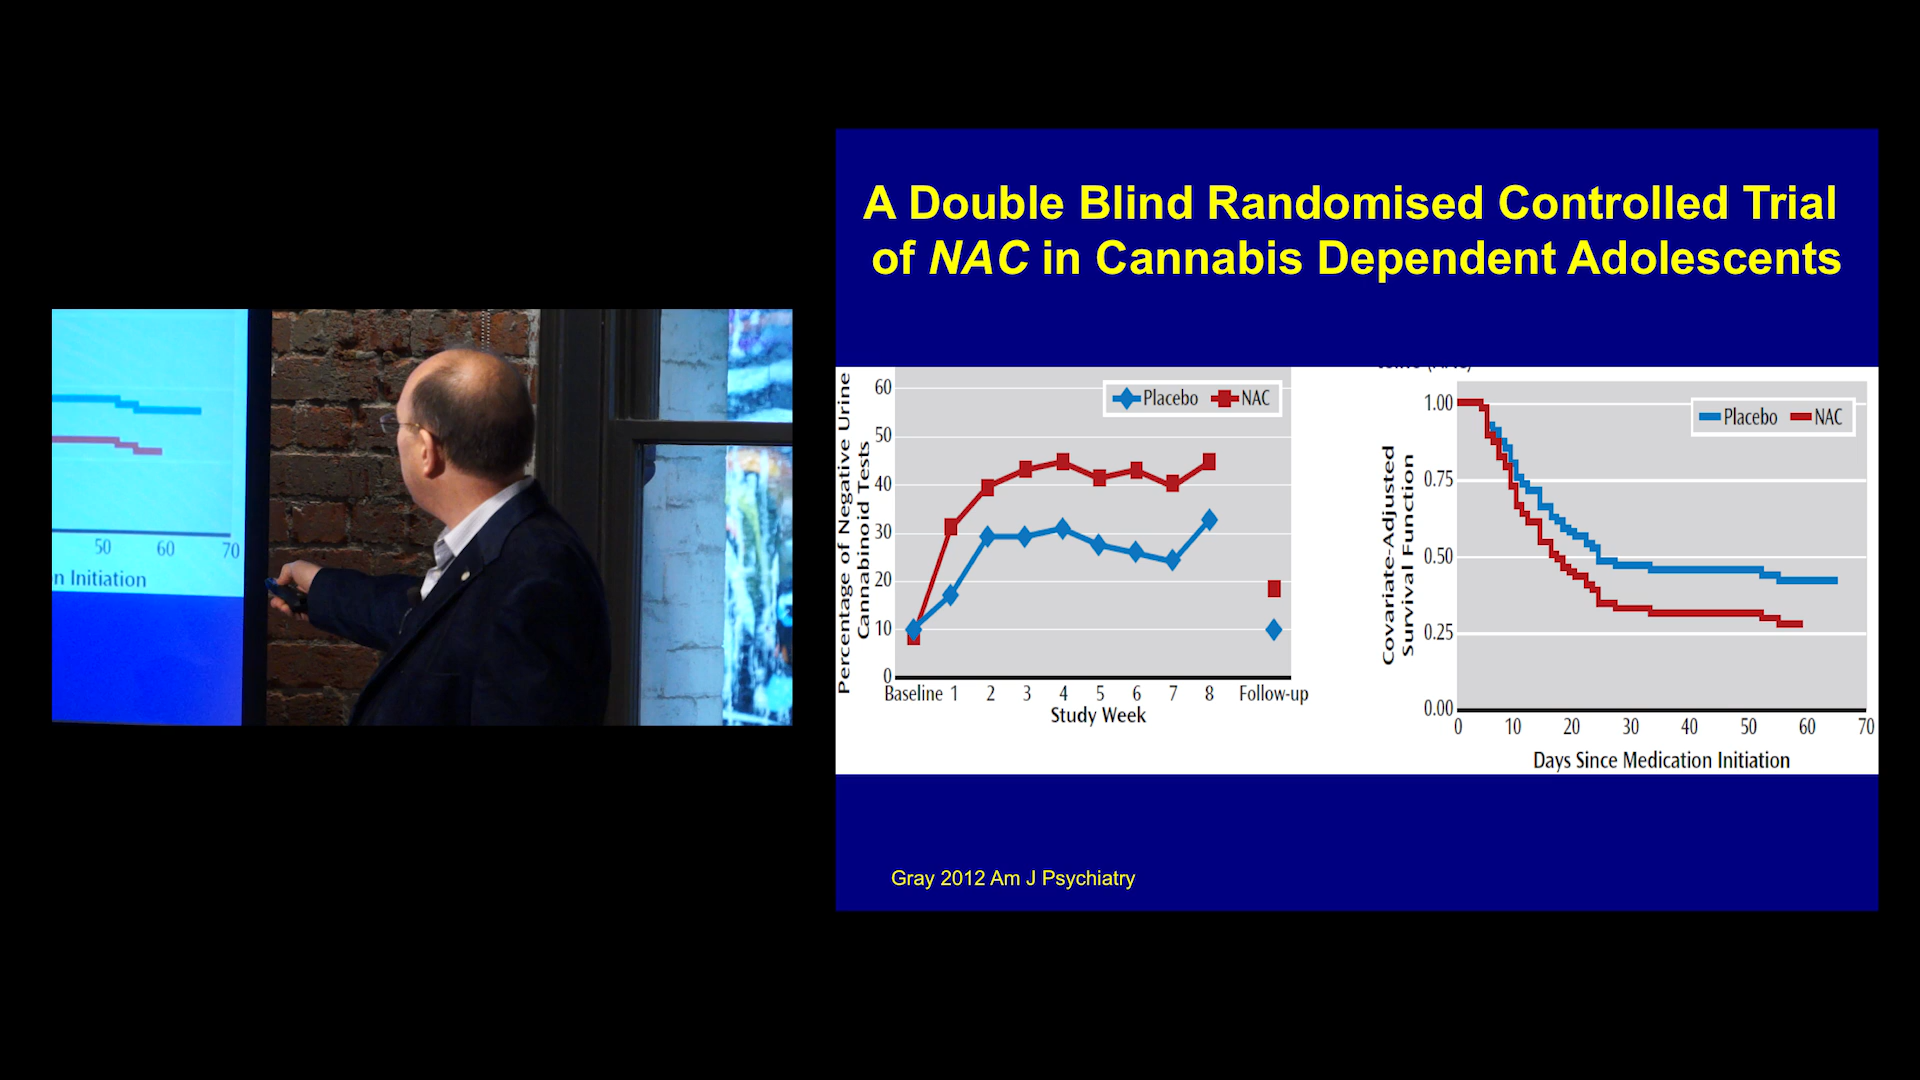 50 60 70
n Initiation
A Double Blind Randomised Controlled Trial
of NAC in Cannabis Dependent Adolescents
Percentage of Negative Urine
Cannabinoid Tests
60
50
40
30
20
10
0
Placebo NAC
Baseline 1 2 3 4 5 6 7 8 Follow-up
Study Week
Covariate-Adjusted
Survival Function
1.00
0.75
0.50
0.25
0.00
Placebo NAC
0 10 20 30 40 50 60 70
Days Since Medication Initiation
Gray 2012 Am J Psychiatry